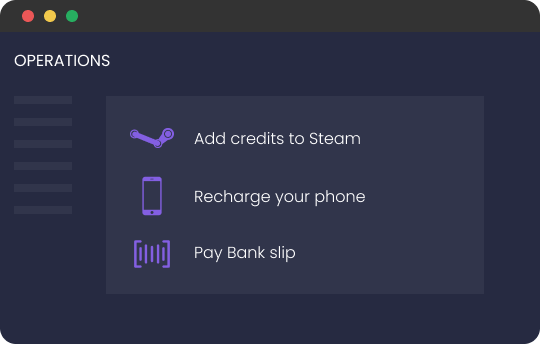 OPERATIONS
Add credits to Steam
Recharge your phone
Pay Bank slip